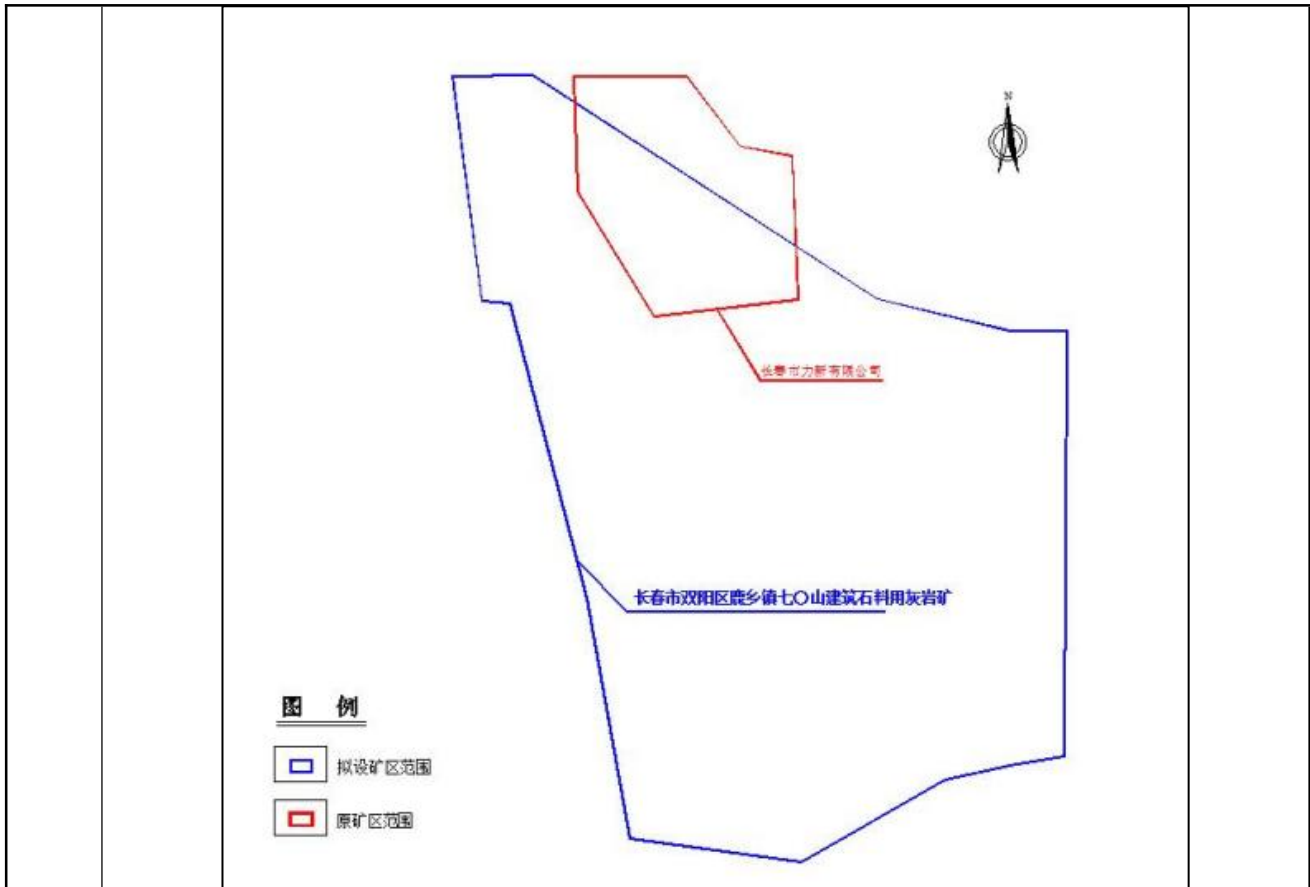 N
长春市力新有限公司
长春市双阳区鹿乡镇七〇山建筑石料用灰岩矿
图 例
拟设矿区范围
原矿区范围